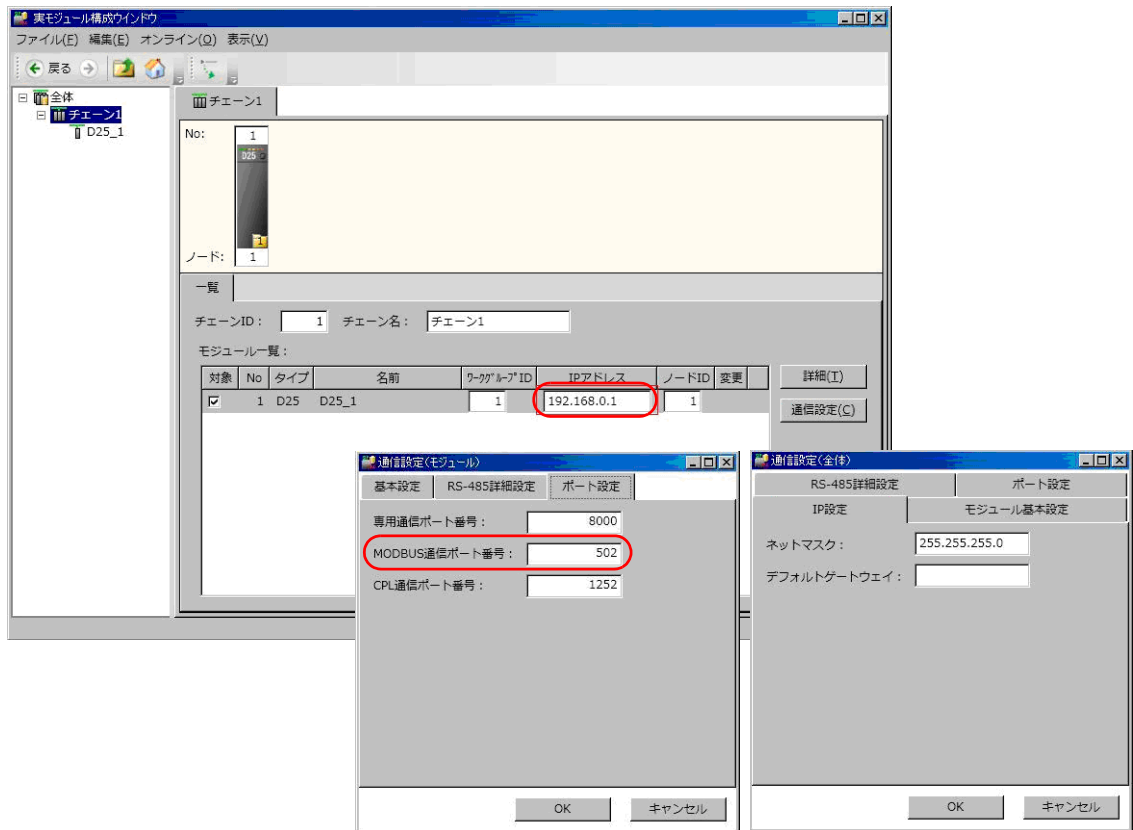 実モジュール構成ウインドウ
ファイル(F) 編集(E) オンライン(O) 表示(V)
戻る
全体
チェーン1
D25_1
チェーン1
No: 1
D25
1
ノード: 1
一覧
チェーンID： 1 チェーン名： チェーン1
モジュール一覧：
対象 No タイプ 名前 ﾜｰｸｸﾞﾙｰﾌﾟID IPアドレス ノードID 変更
1 D25 D25_1 1 192.168.0.1 1
詳細(T)
通信設定(C)
通信設定(モジュール)
基本設定 RS-485詳細設定 ポート設定
専用通信ポート番号： 8000
MODBUS通信ポート番号： 502
CPL通信ポート番号： 1252
OK キャンセル
通信設定(全体)
RS-485詳細設定 ポート設定
IP設定 モジュール基本設定
ネットマスク： 255.255.255.0
デフォルトゲートウェイ：
OK キャンセル